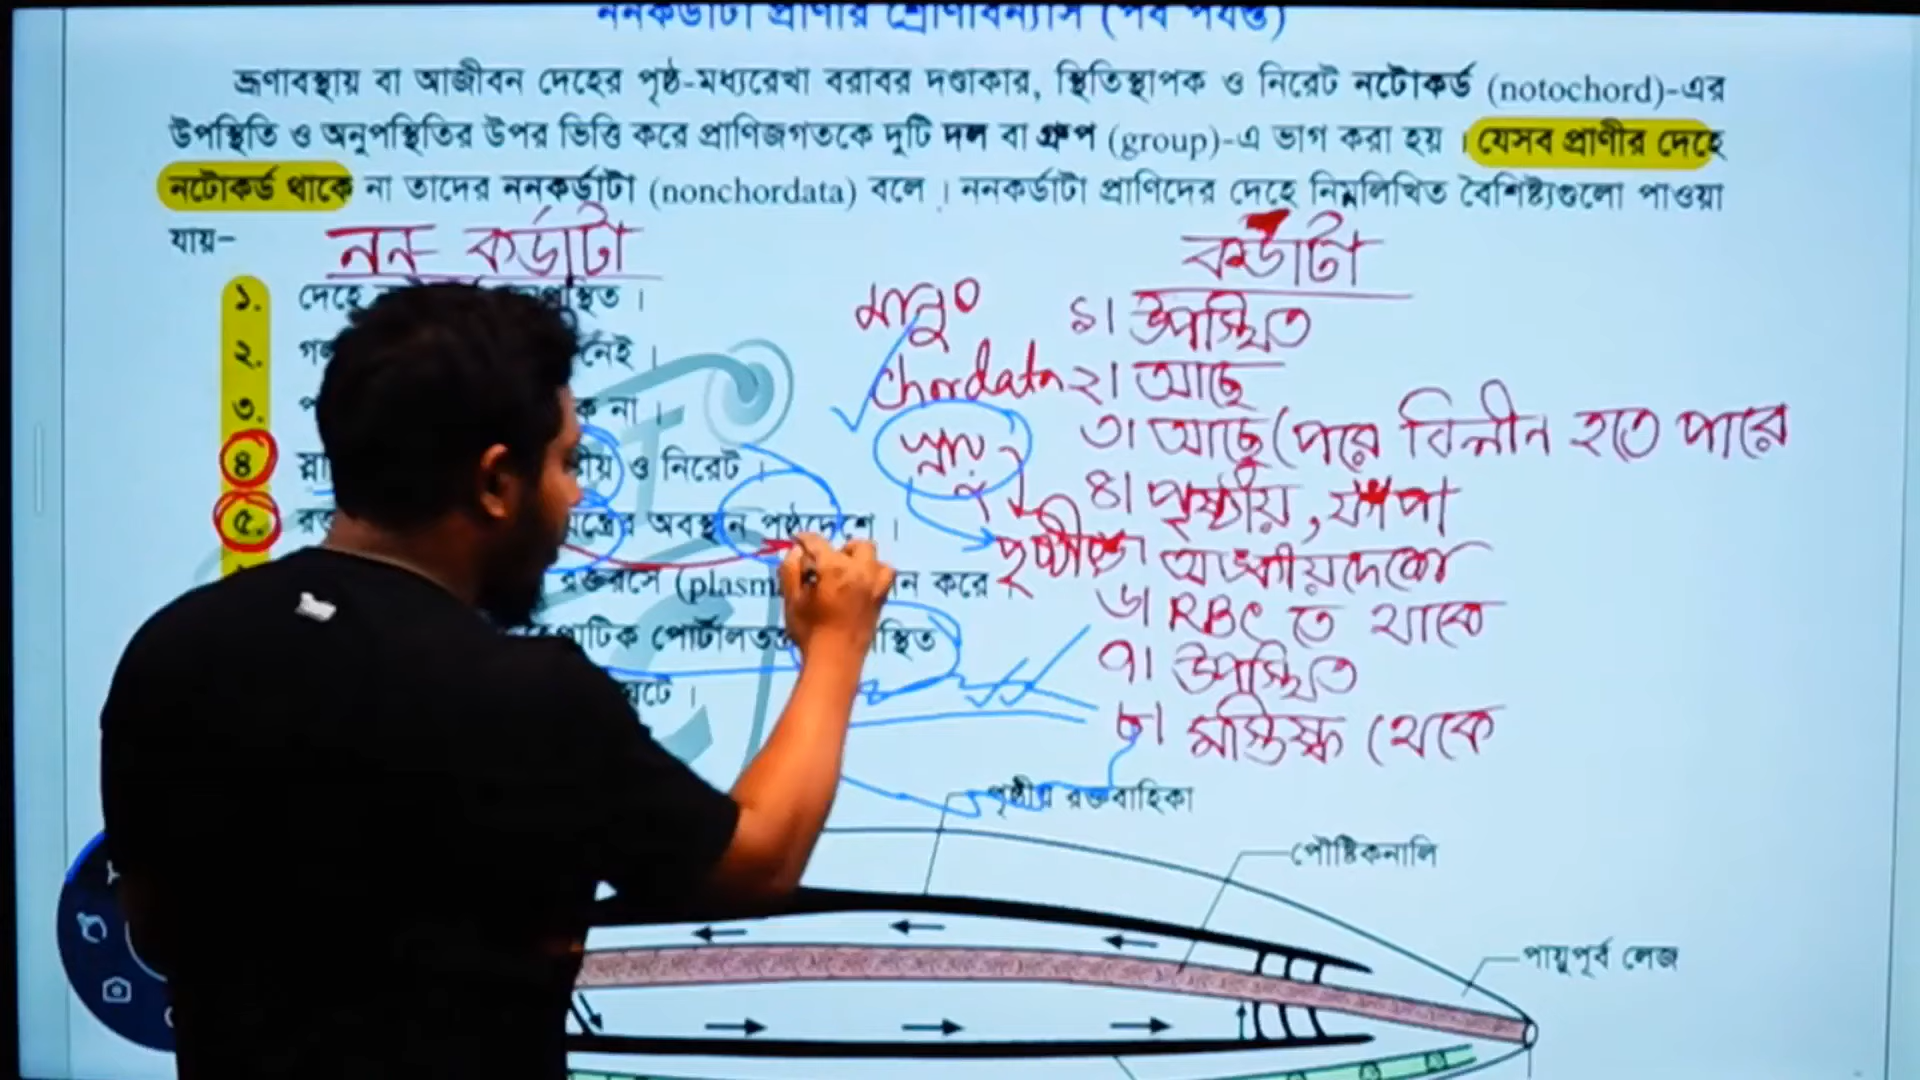 ননকর্ডাটা প্রাণীর শ্রেণিবিন্যাস (পর্ব পর্যন্ত)
ভ্রূণাবস্থায় বা আজীবন দেহের পৃষ্ঠ-মধ্যরেখা বরাবর দণ্ডাকার, স্থিতিস্থাপক ও নিরেট নটোকর্ড (notochord)-এর
উপস্থিতি ও অনুপস্থিতির উপর ভিত্তি করে প্রাণিজগতকে দুটি দল বা গ্রুপ (group)-এ ভাগ করা হয়। যেসব প্রাণীর দেহে
নটোকর্ড থাকে না তাদের ননকর্ডাটা (nonchordata) বলে। ননকর্ডাটা প্রাণিদের দেহে নিম্নলিখিত বৈশিষ্ট্যগুলো পাওয়া
যায়–
নন কর্ডাটা
কর্ডাটা
১. দেহে
২. নেই।
৩. না।
৪. ও নিরেট।
৫. অবস্থান পৃষ্ঠদেশে।
রক্তরসে (plasma করে।
পোর্টালতন্ত্র
ঘটে।
Chordata
১। উপস্থিত
২। আছে
৩। আছে (পরে বিলীন হতে পারে
৪। পৃষ্ঠীয়, ফাঁপা
অঙ্কীয়দেশে
৬। RBC তে থাকে
৭। উপস্থিত
৮। মস্তিষ্ক থেকে
পৃষ্ঠীয় রক্তবাহিকা
পৌষ্টিকনালি
পায়ুপূর্ব লেজ